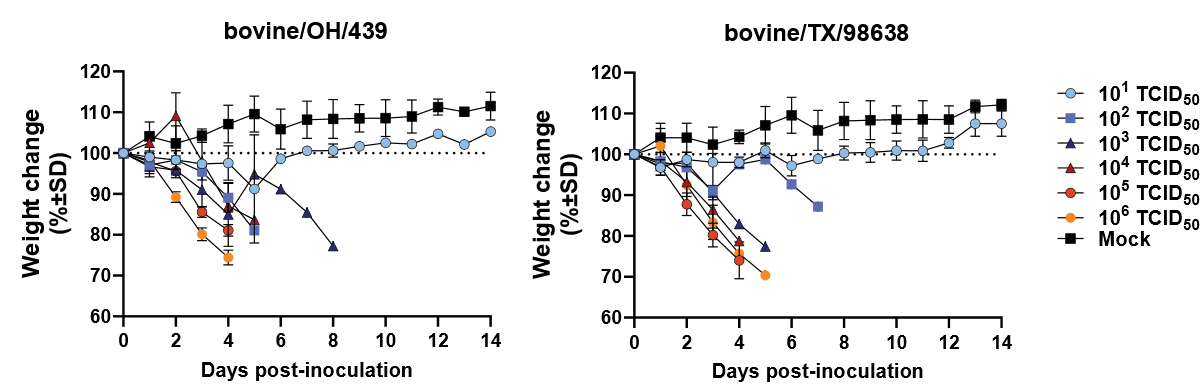 bovine/OH/439
bovine/TX/98638
Weight change
(%±SD)
120
110
100
90
80
70
60
0 2 4 6 8 10 12 14
Days post-inoculation
Weight change
(%±SD)
120
110
100
90
80
70
60
0 2 4 6 8 10 12 14
Days post-inoculation
10¹ TCID₅₀
10² TCID₅₀
10³ TCID₅₀
10⁴ TCID₅₀
10⁵ TCID₅₀
10⁶ TCID₅₀
Mock